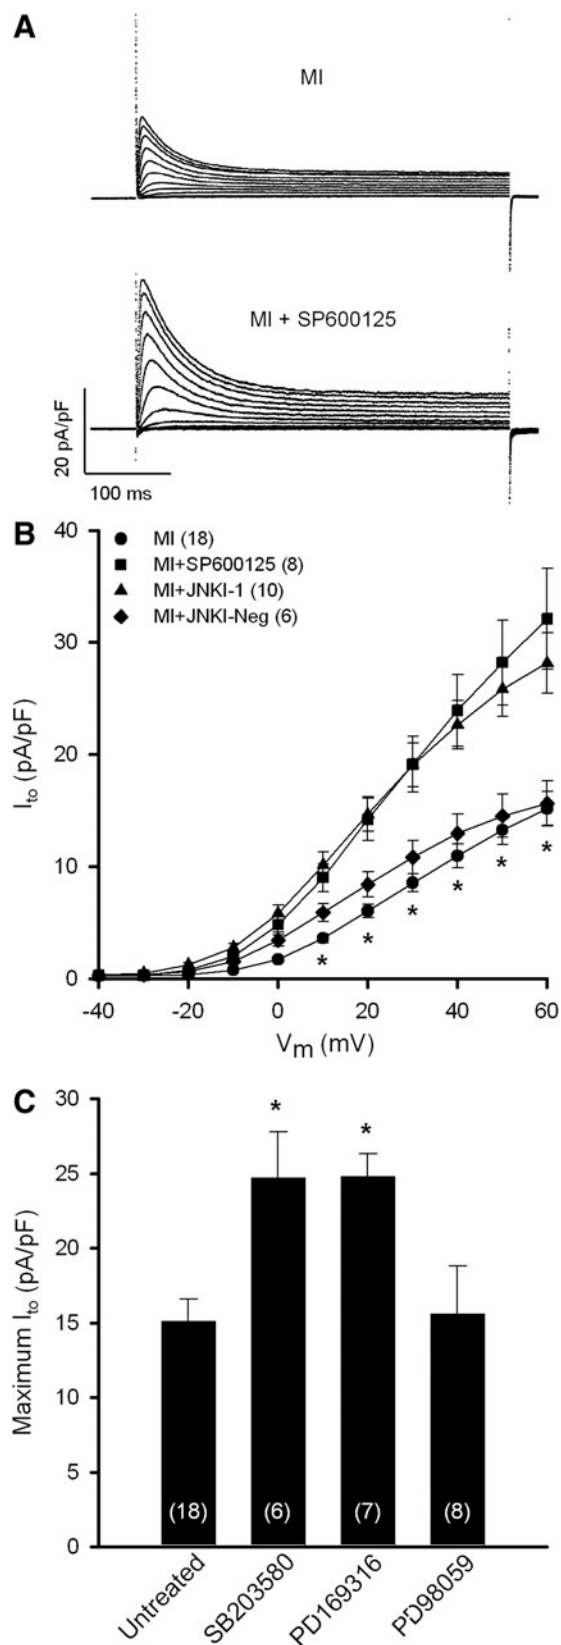 A
MI
MI + SP600125
20 pA/pF
100 ms
B
MI (18)
MI+SP600125 (8)
MI+JNKI-1 (10)
MI+JNKI-Neg (6)
40
30
20
10
0
Ito (pA/pF)
* * * * * *
-40 -20 0 20 40 60
Vm (mV)
C
30
25
20
15
10
5
0
Maximum Ito (pA/pF)
* *
(18) (6) (7) (8)
Untreated SB203580 PD169316 PD98059